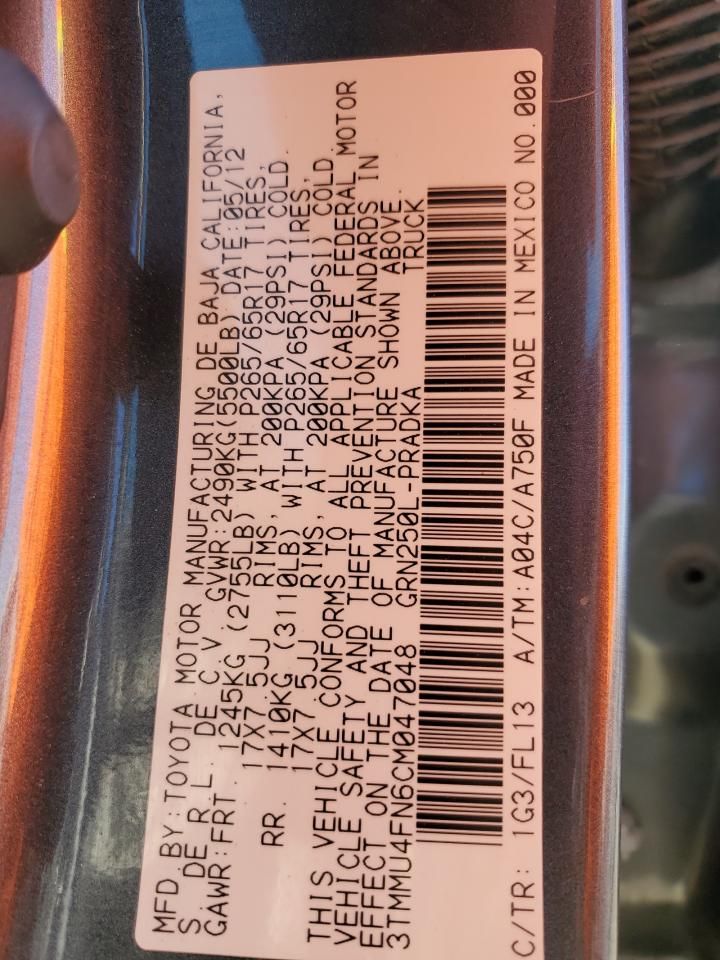 MFD. BY: TOYOTA MOTOR MANUFACTURING DE BAJA CALIFORNIA,
S. DE R.L. DE C.V. GVWR: 2490KG(5500LB) DATE: 05/12
GAWR: FRT. 1245KG (2755LB) WITH P265/65R17 TIRES,
17X7.5JJ RIMS, AT 200KPA (29PSI) COLD.
RR. 1410KG (3110LB) WITH P265/65R17 TIRES,
17X7.5JJ RIMS, AT 200KPA (29PSI) COLD.
THIS VEHICLE CONFORMS TO ALL APPLICABLE FEDERAL MOTOR
VEHICLE SAFETY AND THEFT PREVENTION STANDARDS IN
EFFECT ON THE DATE OF MANUFACTURE SHOWN ABOVE.
3TMMU4FN6CM047048 GRN250L-PRADKA TRUCK
C/TR: 1G3/FL13 A/TM: A04C/A750F MADE IN MEXICO NO.000